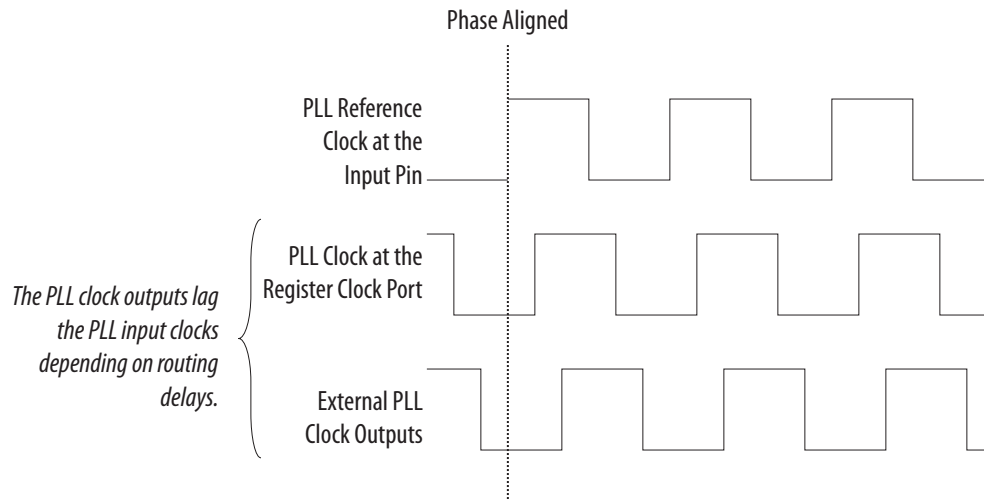 Phase Aligned
PLL Reference
Clock at the
Input Pin
PLL Clock at the
Register Clock Port
The PLL clock outputs lag
the PLL input clocks
depending on routing
delays.
External PLL
Clock Outputs